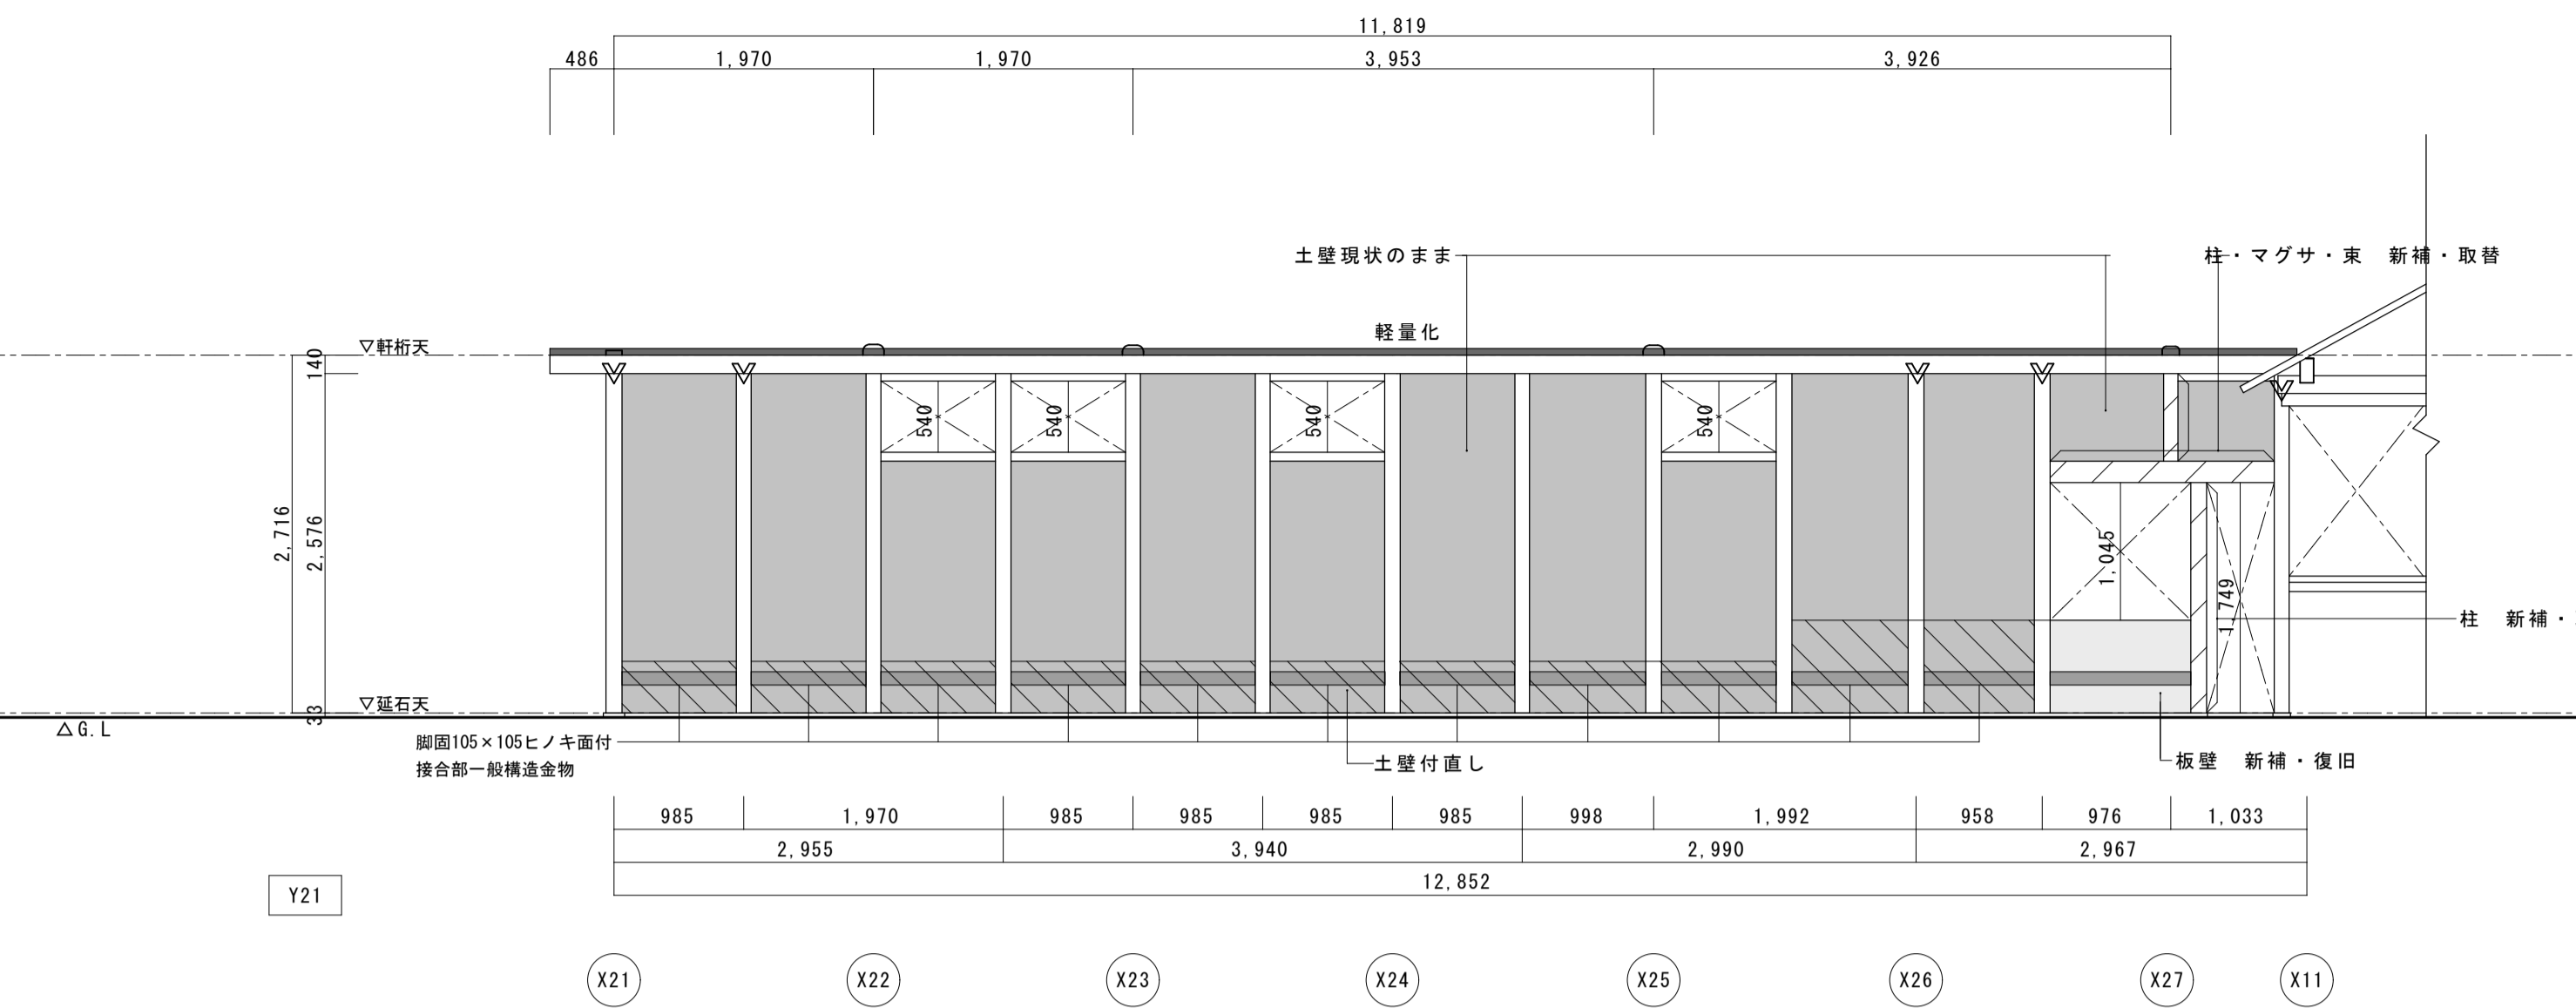 11,819
486 1,970 1,970 3,953 3,926
土壁現状のまま 柱・マグサ・束 新補・取替
軽量化
▽軒桁天
140
540 540 540 540
2,716
2,576
1,045
1,749
柱 新補・
▽延石天
33
△G.L
脚固105×105ヒノキ面付
接合部一般構造金物
土壁付直し
板壁 新補・復旧
985 1,970 985 985 985 985 998 1,992 958 976 1,033
2,955 3,940 2,990 2,967
12,852
Y21
X21 X22 X23 X24 X25 X26 X27 X11